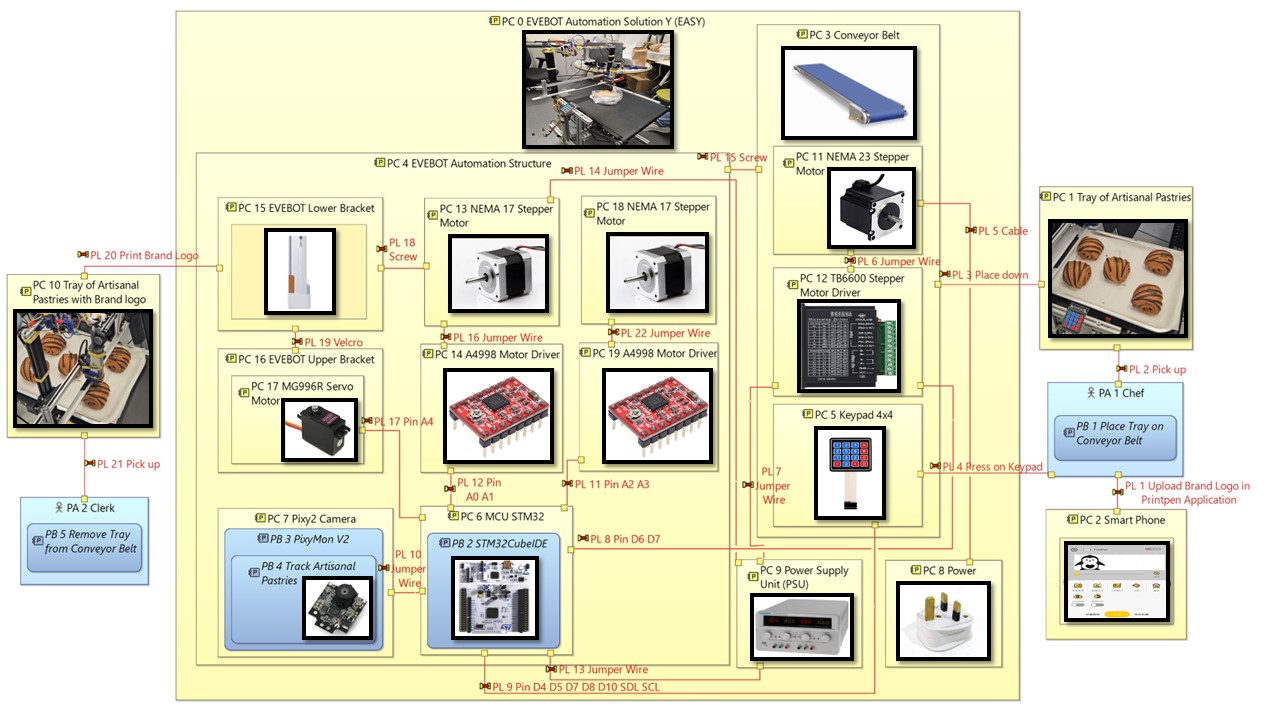 PC 0 EVEBOT Automation Solution Y (EASY)
PC 3 Conveyor Belt
PL 15 Screw
PC 4 EVEBOT Automation Structure
PL 14 Jumper Wire
PC 11 NEMA 23 Stepper
Motor
PC 1 Tray of Artisanal Pastries
PC 15 EVEBOT Lower Bracket
PC 13 NEMA 17 Stepper
Motor
PC 18 NEMA 17 Stepper
Motor
PL 5 Cable
PL 20 Print Brand Logo
PL 18
Screw
PL 6 Jumper Wire
PL 3 Place down
PC 10 Tray of Artisanal
Pastries with Brand logo
PC 12 TB6600 Stepper
Motor Driver
TB6600
PL 19 Velcro
PL 16 Jumper Wire
PL 22 Jumper Wire
PC 16 EVEBOT Upper Bracket
PC 14 A4998 Motor Driver
PC 19 A4998 Motor Driver
PL 2 Pick up
PC 17 MG996R Servo
Motor
PA 1 Chef
PB 1 Place Tray on
Conveyor Belt
PC 5 Keypad 4x4
PL 17 Pin A4
PL 21 Pick up
PL 4 Press on Keypad
PL 7
Jumper
Wire
PL 12 Pin
A0 A1
PL 11 Pin A2 A3
PL 1 Upload Brand Logo in
Printpen Application
PA 2 Clerk
PB 5 Remove Tray
from Conveyor Belt
PC 7 Pixy2 Camera
PB 3 PixyMon V2
PB 4 Track Artisanal
Pastries
PL 10
Jumper
Wire
PC 6 MCU STM32
PB 2 STM32CubeIDE
PL 8 Pin D6 D7
PC 2 Smart Phone
PC 9 Power Supply
Unit (PSU)
PC 8 Power
PL 13 Jumper Wire
PL 9 Pin D4 D5 D7 D8 D10 SDL SCL